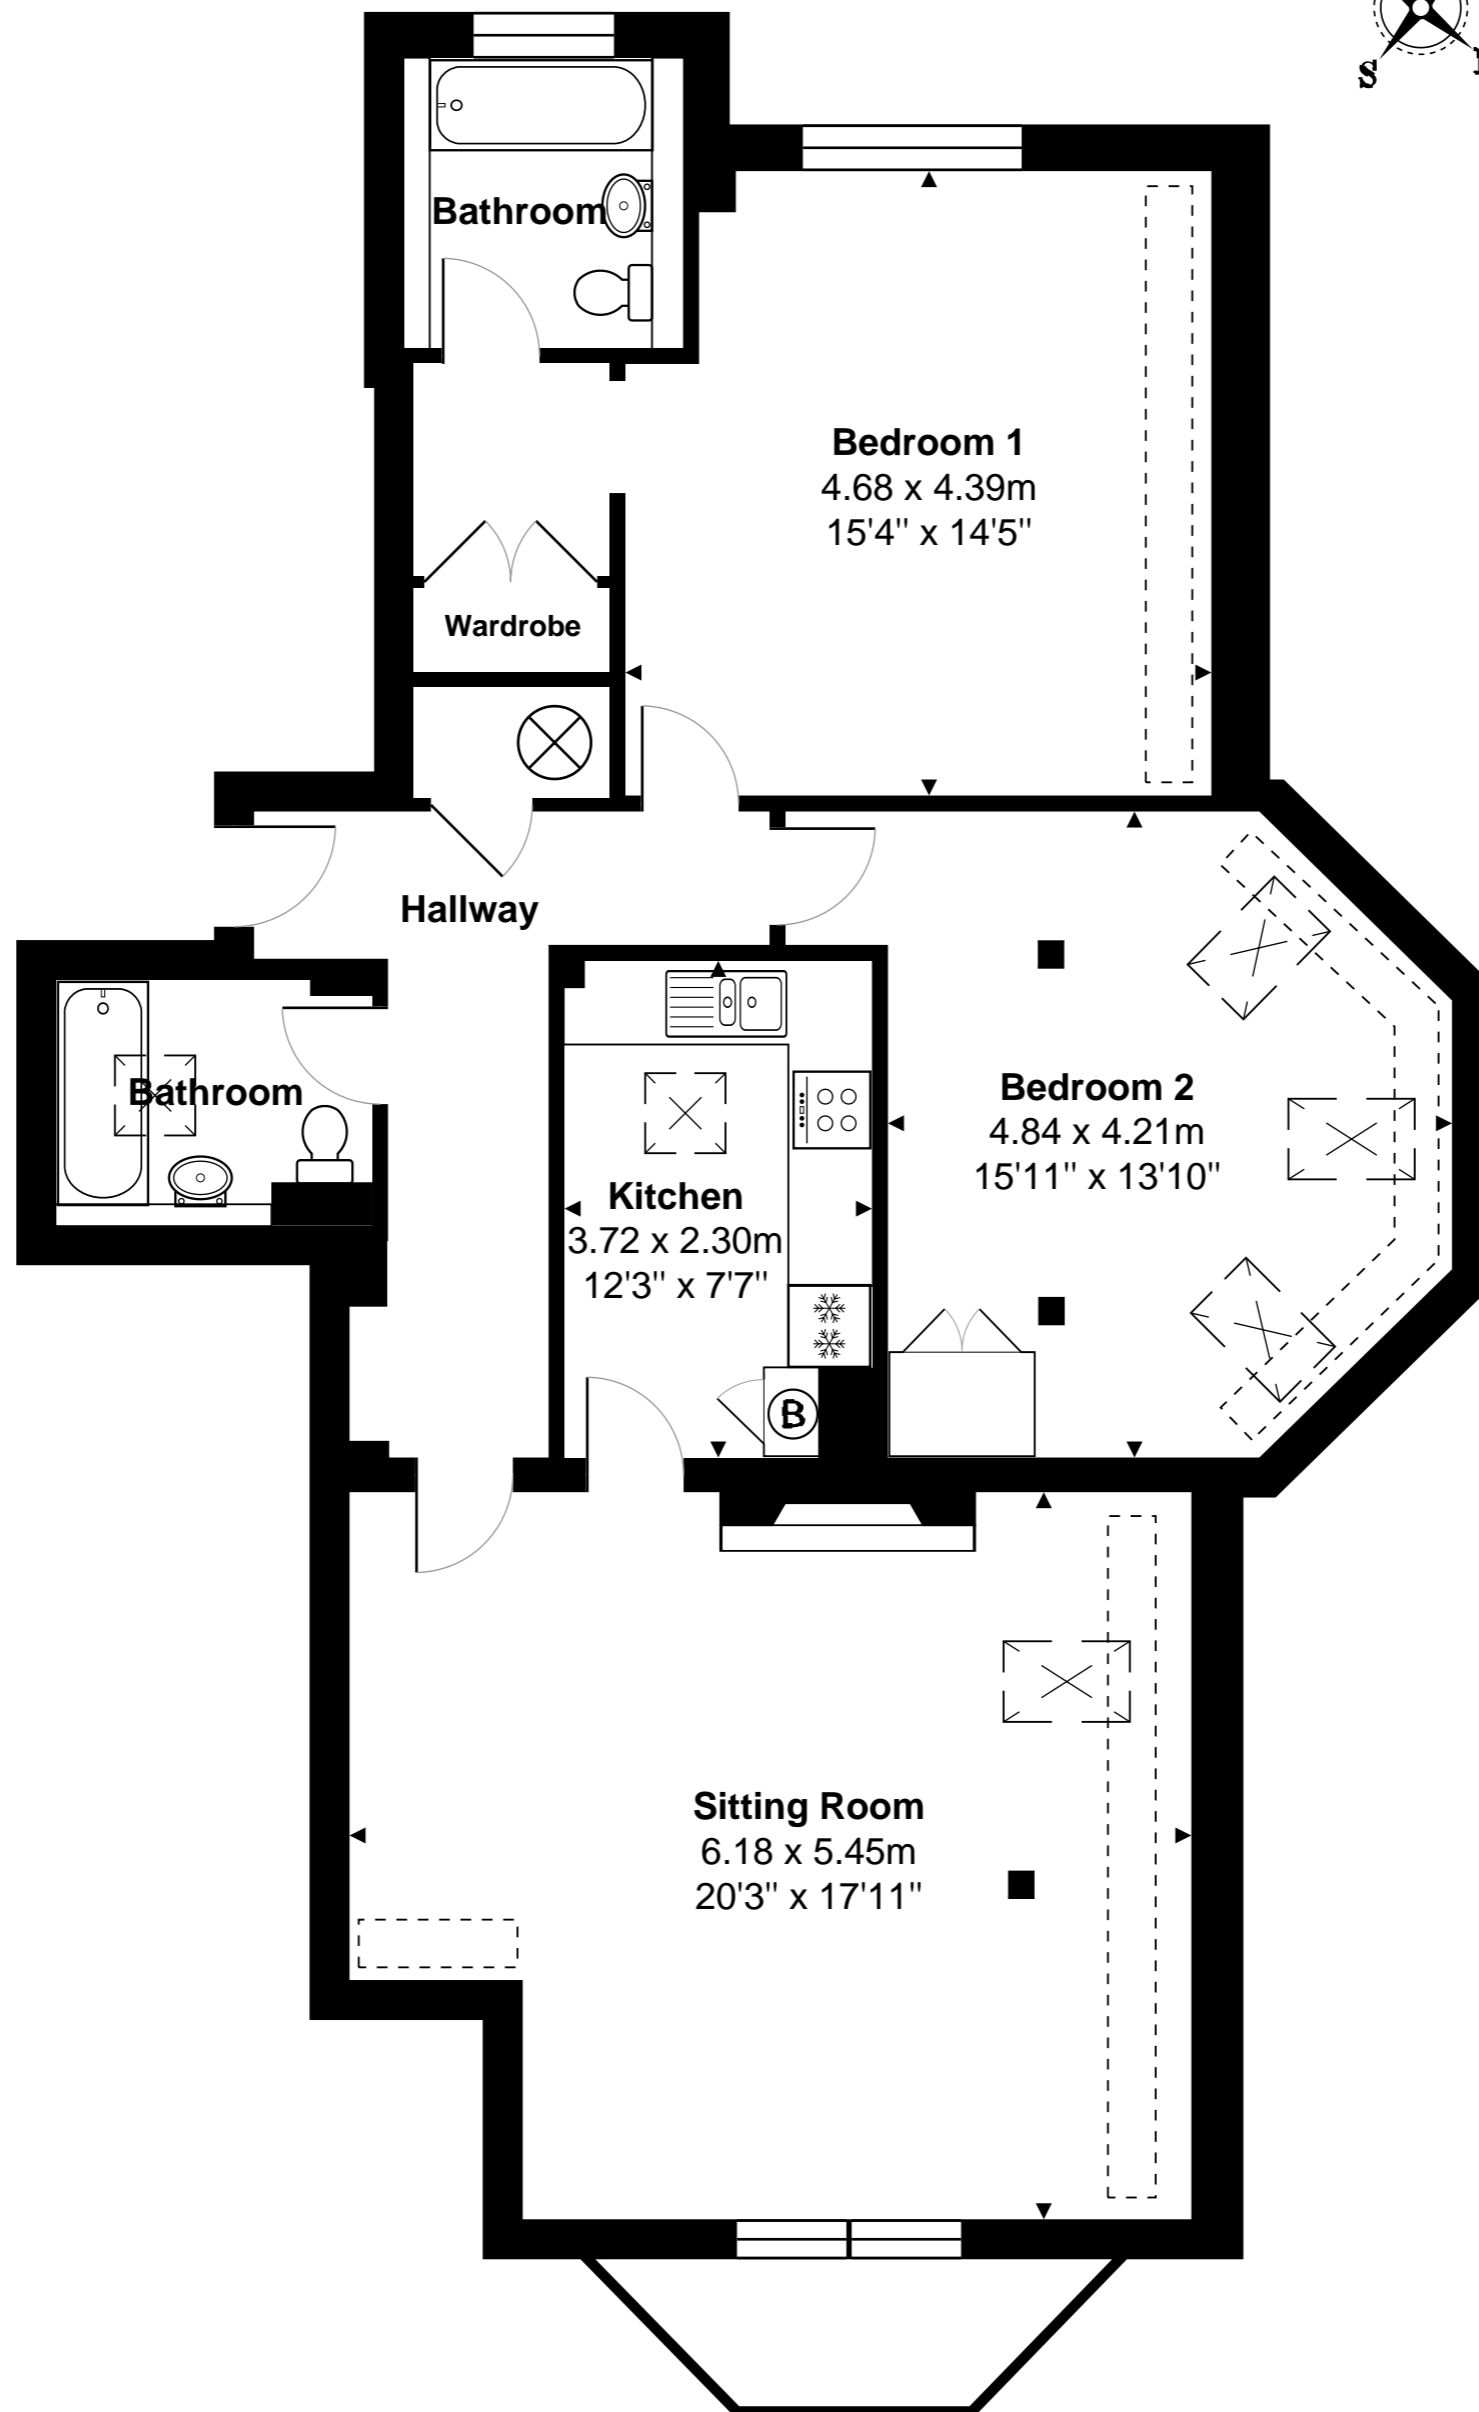 S
Bathroom
Bedroom 1
4.68 x 4.39m
15'4" x 14'5"
Wardrobe
Hallway
Bathroom
Bedroom 2
4.84 x 4.21m
15'11" x 13'10"
Kitchen
3.72 x 2.30m
12'3" x 7'7"
B
Sitting Room
6.18 x 5.45m
20'3" x 17'11"